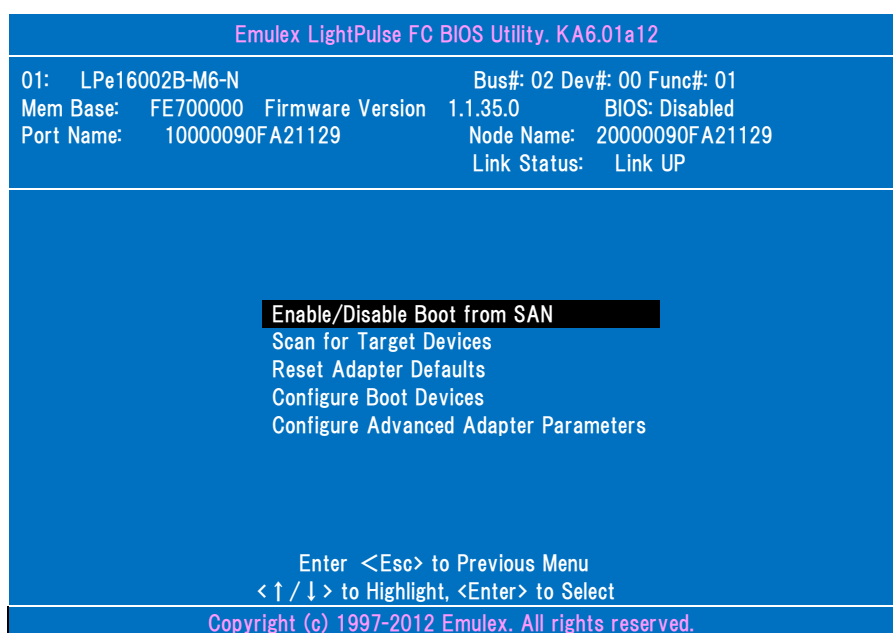 Emulex LightPulse FC BIOS Utility. KA6.01a12
01: LPe16002B-M6-N Bus#: 02 Dev#: 00 Func#: 01
Mem Base: FE700000 Firmware Version 1.1.35.0 BIOS: Disabled
Port Name: 10000090FA21129 Node Name: 20000090FA21129
Link Status: Link UP
Enable/Disable Boot from SAN
Scan for Target Devices
Reset Adapter Defaults
Configure Boot Devices
Configure Advanced Adapter Parameters
Enter <Esc> to Previous Menu
<↑/↓> to Highlight, <Enter> to Select
Copyright (c) 1997-2012 Emulex. All rights reserved.